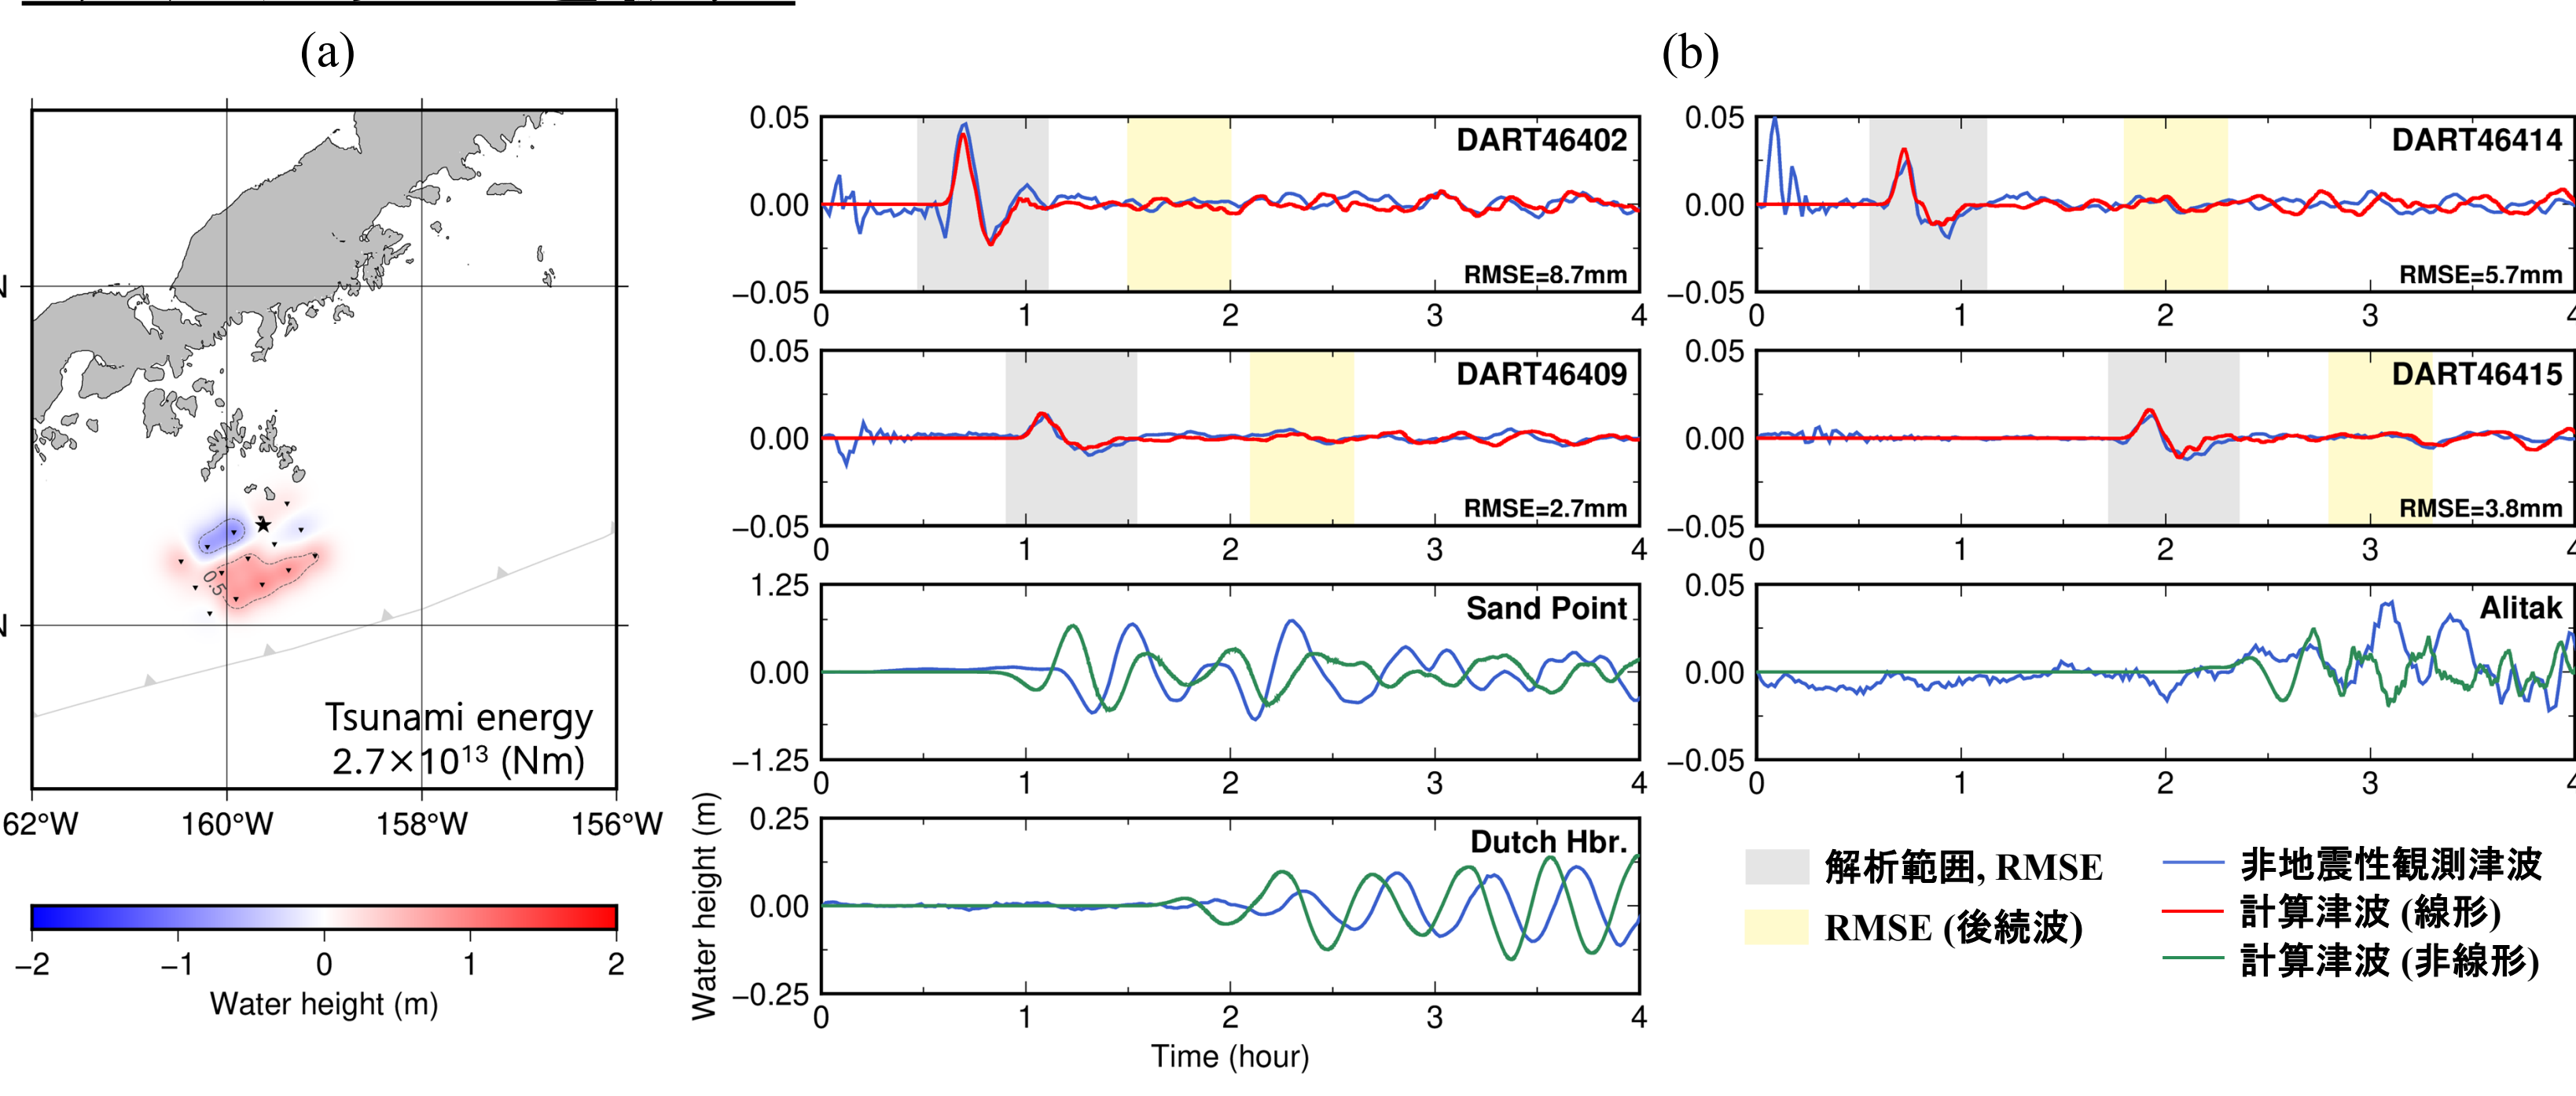 (a)
(b)
N
N
0.5
Tsunami energy
2.7×10¹³ (Nm)
62°W 160°W 158°W 156°W
−2 −1 0 1 2
Water height (m)
0.05
0.00
−0.05
DART46402
RMSE=8.7mm
0 1 2 3 4
0.05
0.00
−0.05
DART46414
RMSE=5.7mm
0 1 2 3 4
0.05
0.00
−0.05
DART46409
RMSE=2.7mm
0 1 2 3 4
0.05
0.00
−0.05
DART46415
RMSE=3.8mm
0 1 2 3 4
1.25
0.00
−1.25
Sand Point
0 1 2 3 4
0.05
0.00
−0.05
Alitak
0 1 2 3 4
0.25
0.00
−0.25
Dutch Hbr.
0 1 2 3 4
Water height (m)
Time (hour)
解析範囲, RMSE
RMSE (後続波)
非地震性観測津波
計算津波 (線形)
計算津波 (非線形)